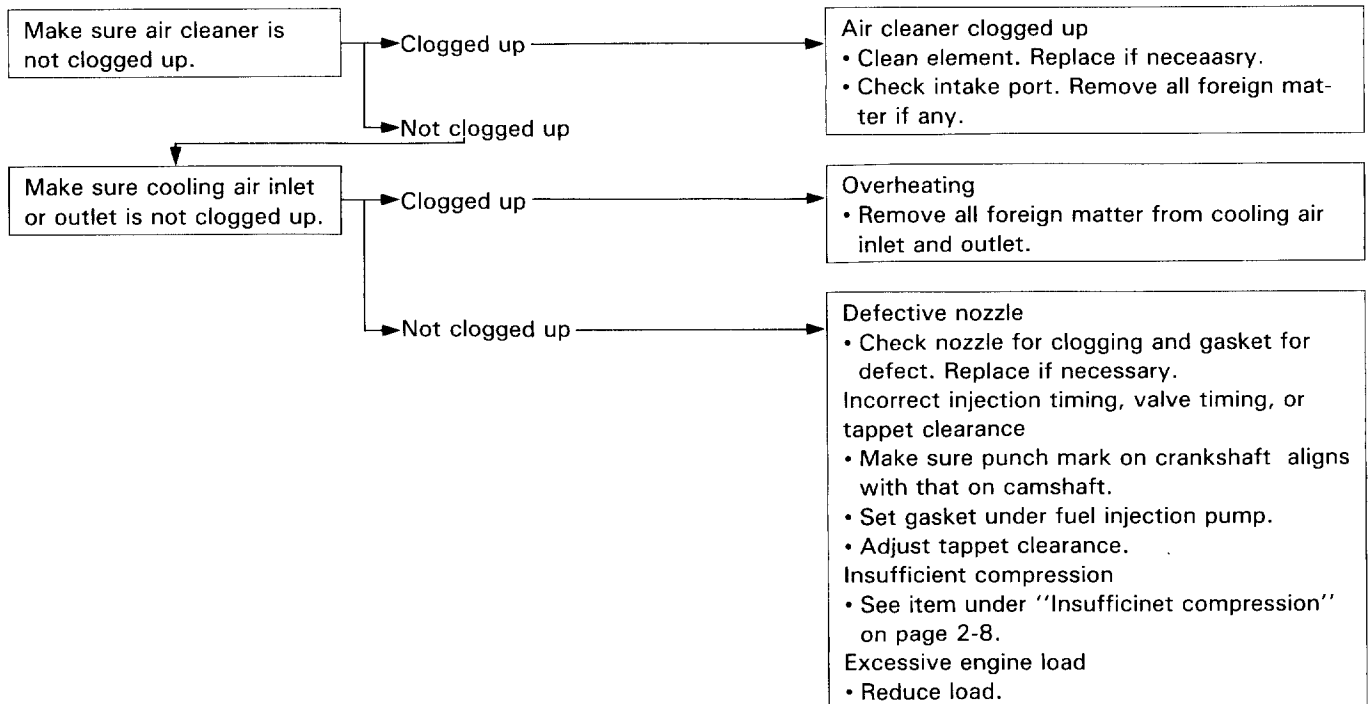 Make sure air cleaner is
not clogged up.
Clogged up
Air cleaner clogged up
• Clean element. Replace if neceaasry.
• Check intake port. Remove all foreign mat-
ter if any.
Not clogged up
Make sure cooling air inlet
or outlet is not clogged up.
Clogged up
Overheating
• Remove all foreign matter from cooling air
inlet and outlet.
Not clogged up
Defective nozzle
• Check nozzle for clogging and gasket for
defect. Replace if necessary.
Incorrect injection timing, valve timing, or
tappet clearance
• Make sure punch mark on crankshaft aligns
with that on camshaft.
• Set gasket under fuel injection pump.
• Adjust tappet clearance.
Insufficient compression
• See item under ''Insufficinet compression''
on page 2-8.
Excessive engine load
• Reduce load.